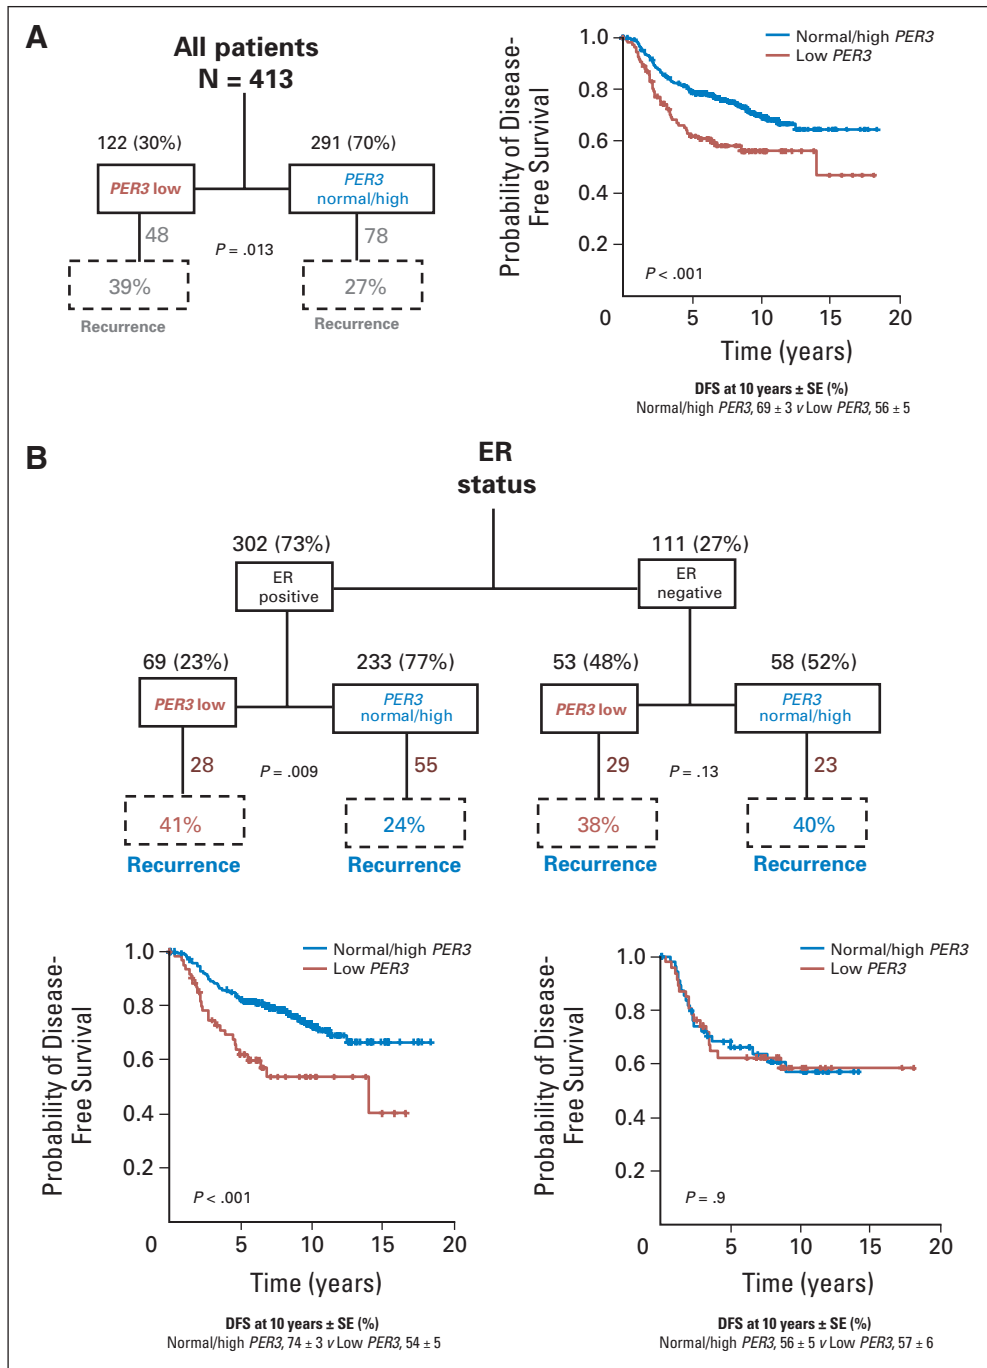 A
All patients
N = 413
122 (30%)
291 (70%)
PER3 low
PER3
normal/high
48
P = .013
78
39%
27%
Recurrence
Recurrence
Probability of Disease-
Free Survival
1.0
0.8
0.6
0.4
0.2
Normal/high PER3
Low PER3
P < .001
0
5
10
15
20
Time (years)
DFS at 10 years ± SE (%)
Normal/high PER3, 69 ± 3 v Low PER3, 56 ± 5
B
ER
status
302 (73%)
111 (27%)
ER
positive
ER
negative
69 (23%)
233 (77%)
53 (48%)
58 (52%)
PER3 low
PER3
normal/high
PER3 low
PER3
normal/high
28
P = .009
55
29
P = .13
23
41%
24%
38%
40%
Recurrence
Recurrence
Recurrence
Recurrence
Probability of Disease-
Free Survival
1.0
0.8
0.6
0.4
0.2
Normal/high PER3
Low PER3
P < .001
0
5
10
15
20
Time (years)
DFS at 10 years ± SE (%)
Normal/high PER3, 74 ± 3 v Low PER3, 54 ± 5
Probability of Disease-
Free Survival
1.0
0.8
0.6
0.4
0.2
Normal/high PER3
Low PER3
P = .9
0
5
10
15
20
Time (years)
DFS at 10 years ± SE (%)
Normal/high PER3, 56 ± 5 v Low PER3, 57 ± 6